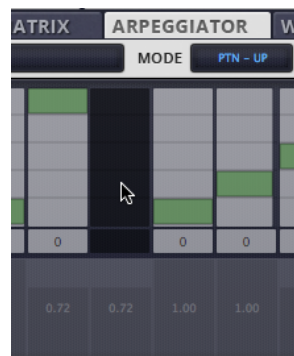 ATRIX ARPEGGIATOR W
MODE PTN – UP
0 0 0
0.72 0.72 1.00 1.00